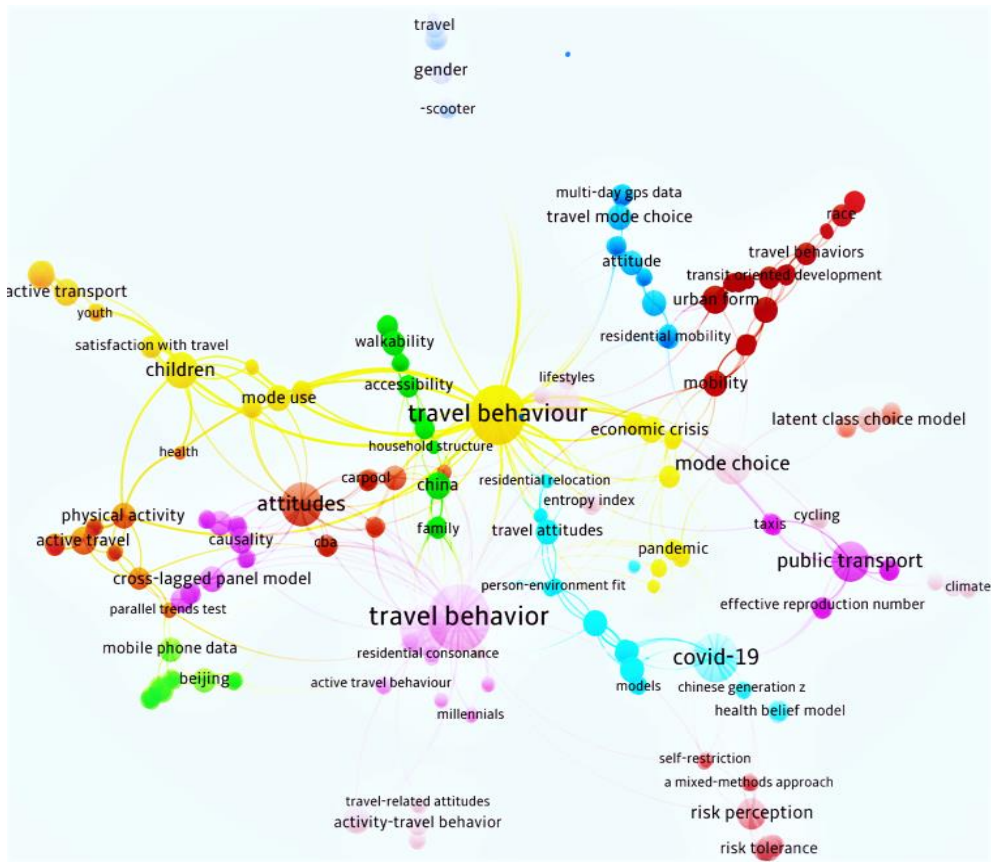 travel
gender
-scooter
multi-day gps data
travel mode choice
race
travel behaviors
attitude
transit oriented development
active transport
urban form
youth
residential mobility
walkability
satisfaction with travel
children
lifestyles
accessibility
mobility
mode use
travel behaviour
latent class choice model
economic crisis
household structure
health
mode choice
carpool
residential relocation
china
attitudes
entropy index
physical activity
cycling
taxis
family
travel attitudes
active travel
causality
cba
pandemic
public transport
cross-lagged panel model
person-environment fit
climate
parallel trends test
travel behavior
effective reproduction number
mobile phone data
residential consonance
covid-19
beijing
active travel behaviour
models
chinese generation z
millennials
health belief model
self-restriction
a mixed-methods approach
travel-related attitudes
risk perception
activity-travel behavior
risk tolerance